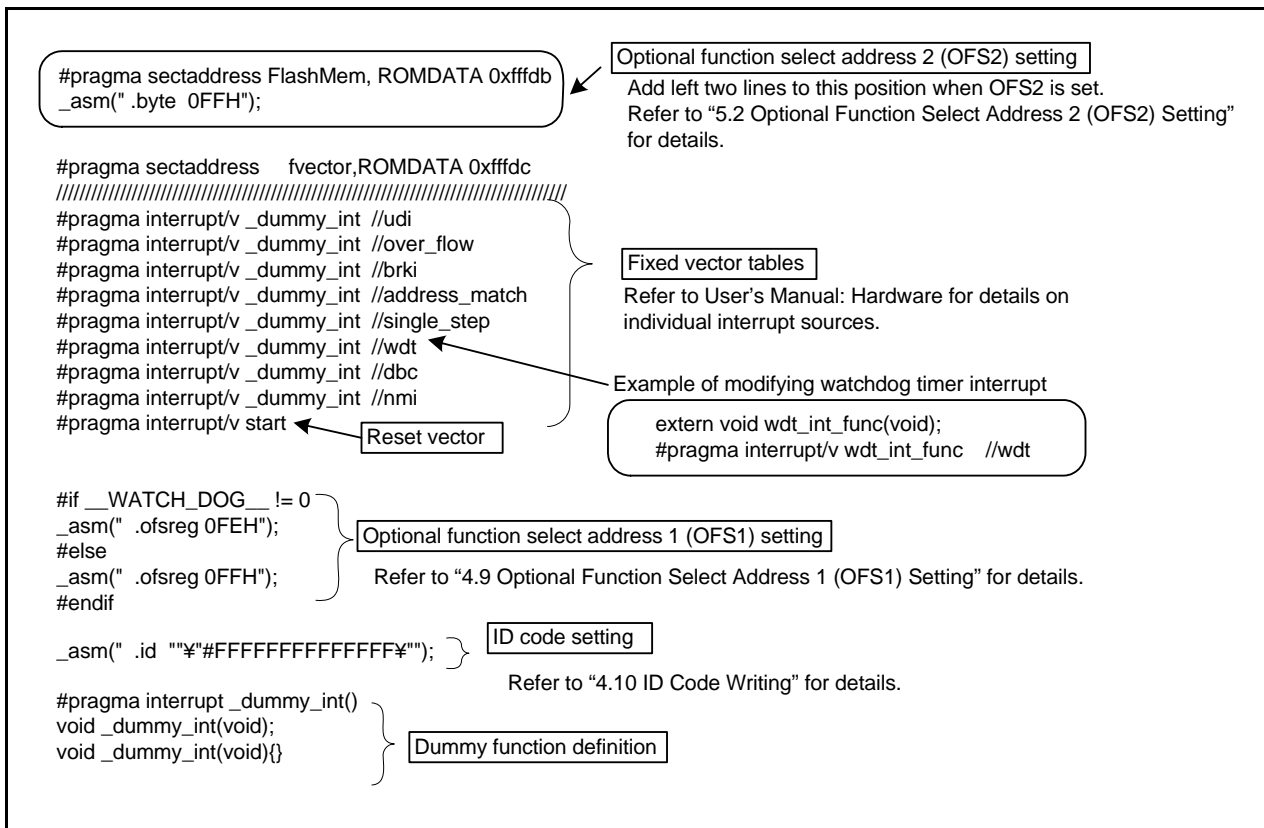 #pragma sectaddress FlashMem, ROMDATA 0xfffdb
_asm(" .byte  0FFH");
Optional function select address 2 (OFS2) setting
Add left two lines to this position when OFS2 is set.
Refer to “5.2 Optional Function Select Address 2 (OFS2) Setting”
for details.
#pragma sectaddress    fvector,ROMDATA 0xfffdc
////////////////////////////////////////////////////////////////////////////////////////
#pragma interrupt/v _dummy_int  //udi
#pragma interrupt/v _dummy_int  //over_flow
#pragma interrupt/v _dummy_int  //brki
#pragma interrupt/v _dummy_int  //address_match
#pragma interrupt/v _dummy_int  //single_step
#pragma interrupt/v _dummy_int  //wdt
#pragma interrupt/v _dummy_int  //dbc
#pragma interrupt/v _dummy_int  //nmi
#pragma interrupt/v start
Reset vector
Fixed vector tables
Refer to User’s Manual: Hardware for details on
individual interrupt sources.
Example of modifying watchdog timer interrupt
extern void wdt_int_func(void);
#pragma interrupt/v wdt_int_func   //wdt
#if __WATCH_DOG__ != 0
_asm("  .ofsreg 0FEH");
#else
_asm("  .ofsreg 0FFH");
#endif
Optional function select address 1 (OFS1) setting
Refer to “4.9 Optional Function Select Address 1 (OFS1) Setting” for details.
_asm("  .id  ""¥"#FFFFFFFFFFFFFF¥"");
ID code setting
Refer to “4.10 ID Code Writing” for details.
#pragma interrupt _dummy_int()
void _dummy_int(void);
void _dummy_int(void){}
Dummy function definition